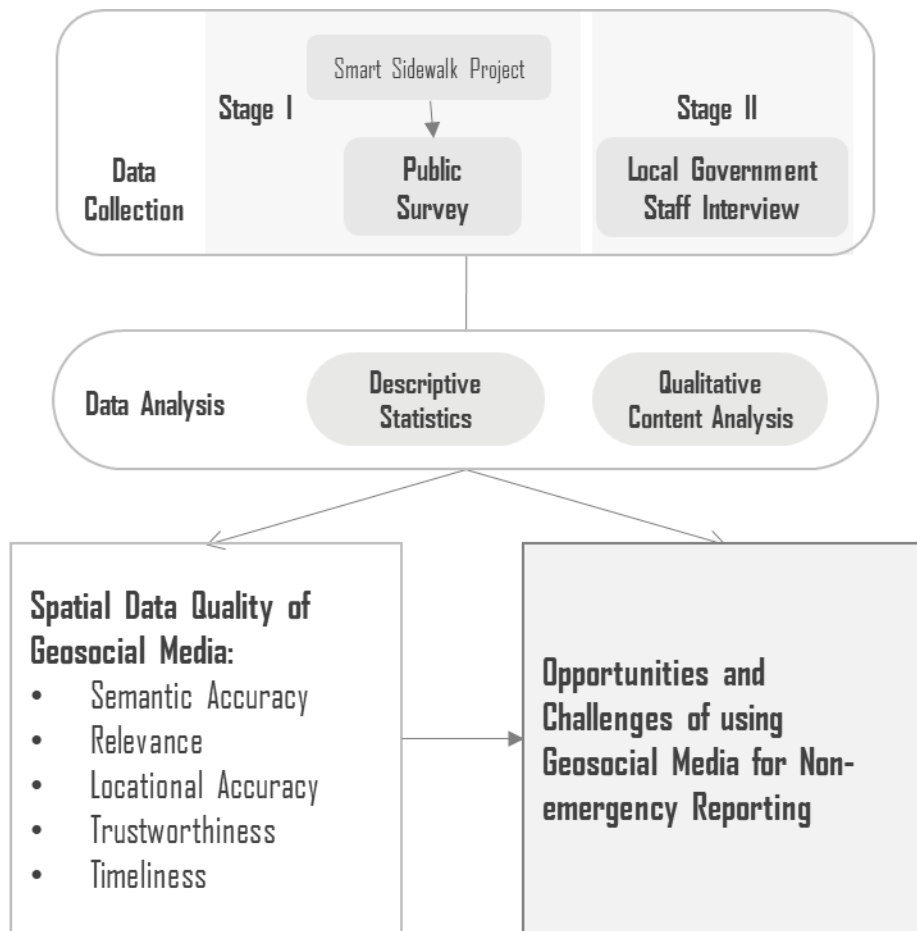 Smart Sidewalk Project
Stage I
Stage II
Data
Collection
Public
Survey
Local Government
Staff Interview
Data Analysis
Descriptive
Statistics
Qualitative
Content Analysis
Spatial Data Quality of
Geosocial Media:
• Semantic Accuracy
• Relevance
• Locational Accuracy
• Trustworthiness
• Timeliness
Opportunities and
Challenges of using
Geosocial Media for Non-
emergency Reporting